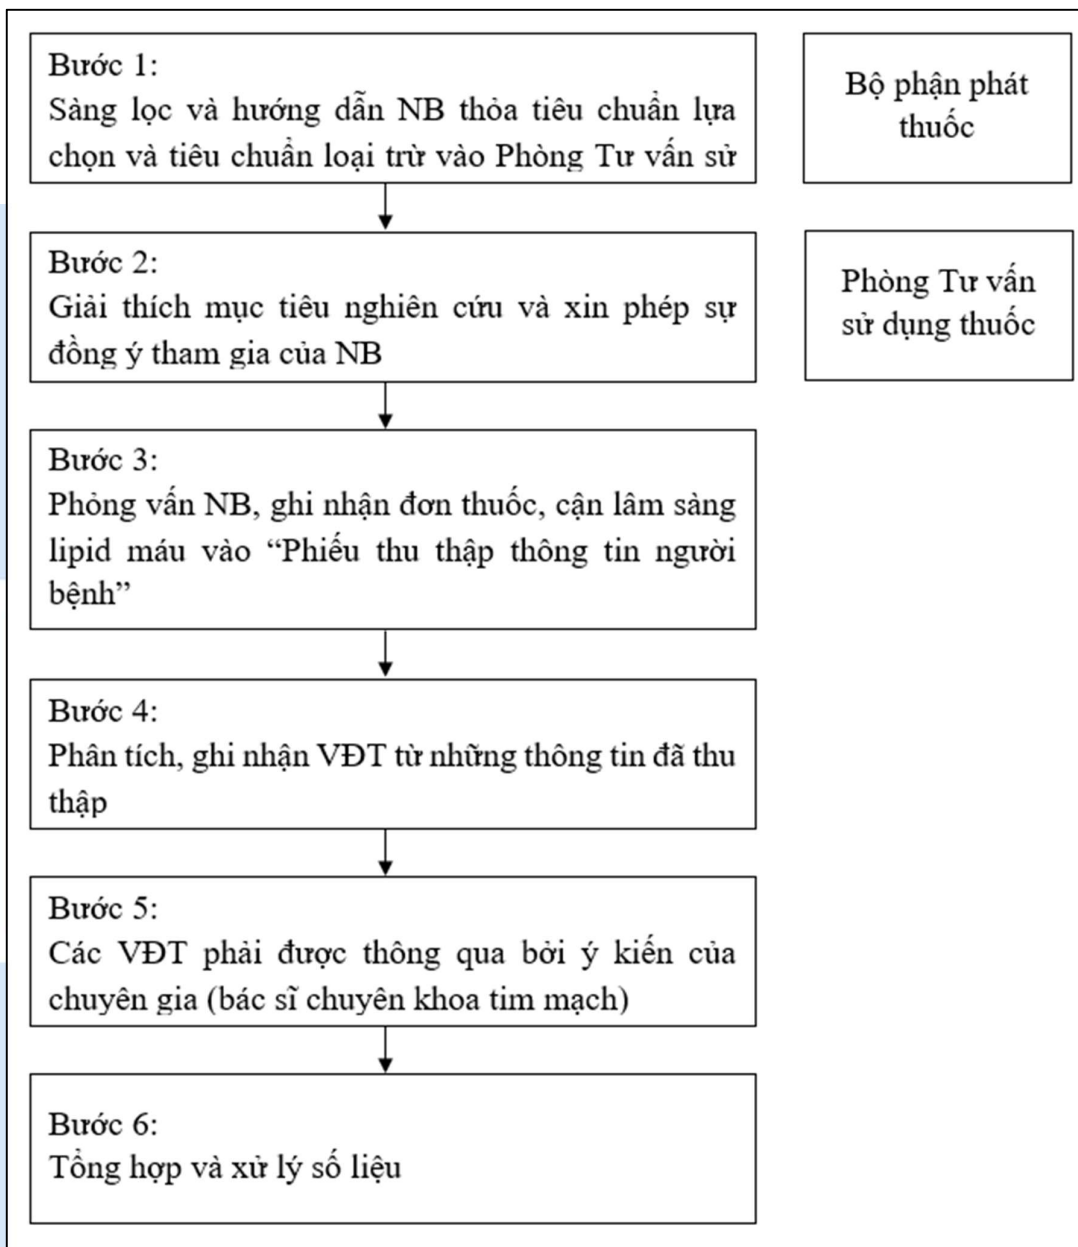 Bước 1:
Sàng lọc và hướng dẫn NB thỏa tiêu chuẩn lựa
chọn và tiêu chuẩn loại trừ vào Phòng Tư vấn sử
Bộ phận phát
thuốc
Bước 2:
Giải thích mục tiêu nghiên cứu và xin phép sự
đồng ý tham gia của NB
Phòng Tư vấn
sử dụng thuốc
Bước 3:
Phỏng vấn NB, ghi nhận đơn thuốc, cận lâm sàng
lipid máu vào “Phiếu thu thập thông tin người
bệnh”
Bước 4:
Phân tích, ghi nhận VĐT từ những thông tin đã thu
thập
Bước 5:
Các VĐT phải được thông qua bởi ý kiến của
chuyên gia (bác sĩ chuyên khoa tim mạch)
Bước 6:
Tổng hợp và xử lý số liệu